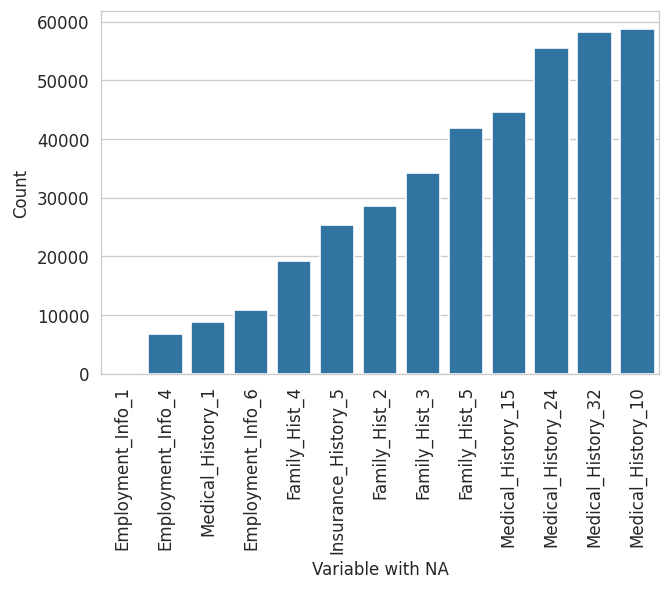 60000
50000
40000
30000
20000
10000
0
Count
Employment_Info_1
Employment_Info_4
Medical_History_1
Employment_Info_6
Family_Hist_4
Insurance_History_5
Family_Hist_2
Family_Hist_3
Family_Hist_5
Medical_History_15
Medical_History_24
Medical_History_32
Medical_History_10
Variable with NA